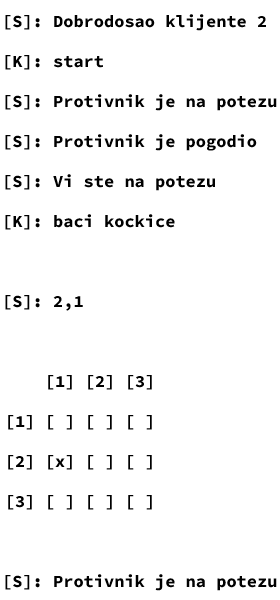 [S]: Dobrodosao klijente 2
[K]: start
[S]: Protivnik je na potezu
[S]: Protivnik je pogodio
[S]: Vi ste na potezu
[K]: baci kockice
[S]: 2,1
[1] [2] [3]
[1] [ ] [ ] [ ]
[2] [x] [ ] [ ]
[3] [ ] [ ] [ ]
[S]: Protivnik je na potezu